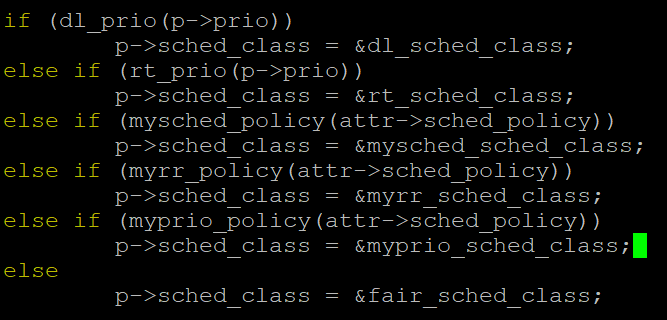 if (dl_prio(p->prio))
        p->sched_class = &dl_sched_class;
else if (rt_prio(p->prio))
        p->sched_class = &rt_sched_class;
else if (mysched_policy(attr->sched_policy))
        p->sched_class = &mysched_sched_class;
else if (myrr_policy(attr->sched_policy))
        p->sched_class = &myrr_sched_class;
else if (myprio_policy(attr->sched_policy))
        p->sched_class = &myprio_sched_class;
else
        p->sched_class = &fair_sched_class;